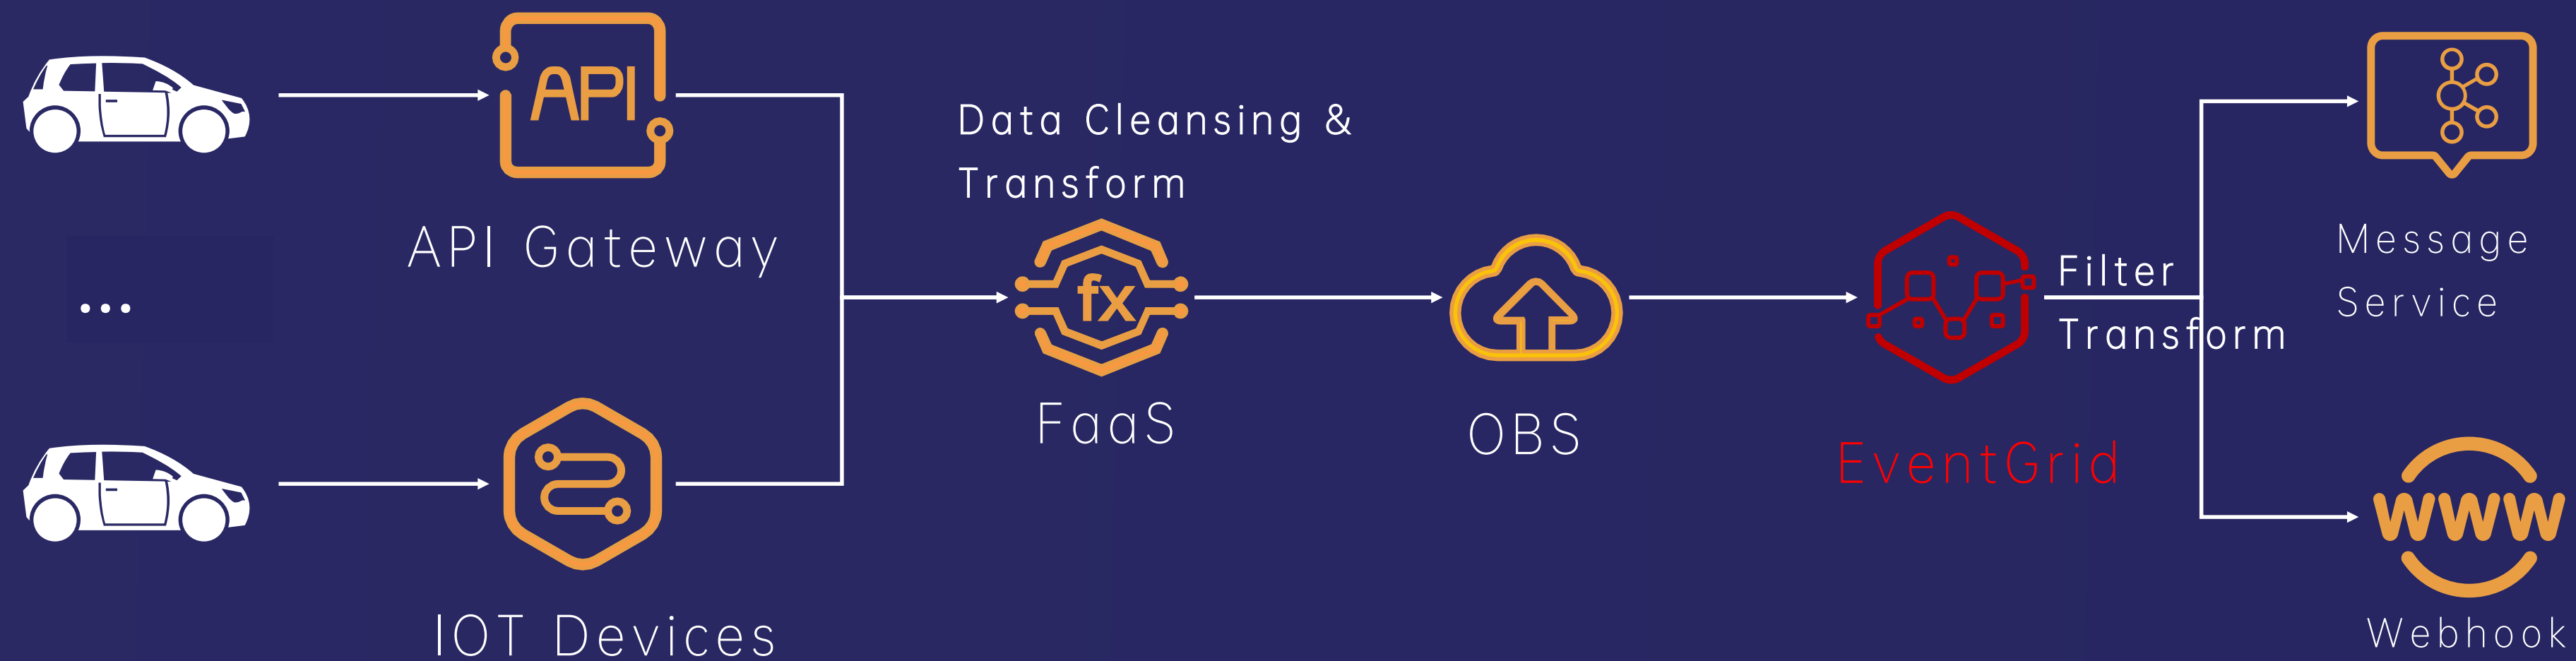 API
API Gateway
IOT Devices
Data Cleansing &
Transform
fx
FaaS
OBS
EventGrid
Filter
Transform
Message
Service
www
Webhook